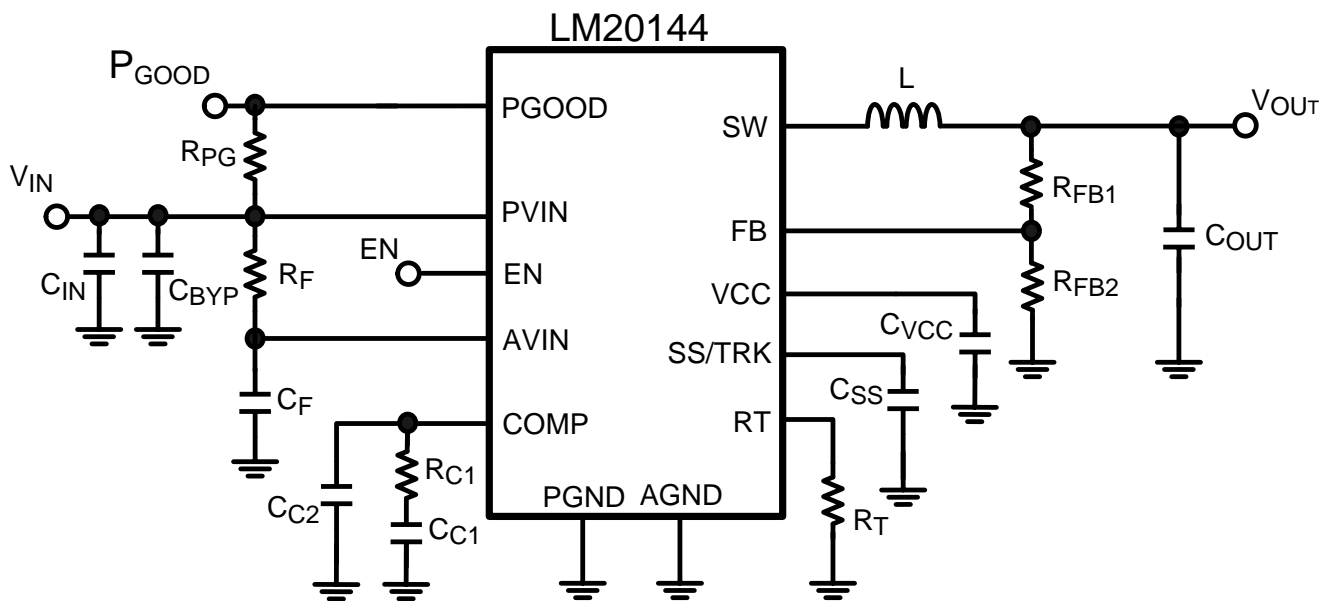 LM20144
PGOOD
PGOOD
L
VOUT
SW
RPG
VIN
RFB1
PVIN
FB
COUT
EN
EN
CIN
CBYP
RF
VCC
RFB2
CVCC
AVIN
SS/TRK
CSS
CF
COMP
RT
RC1
CC2
PGND
AGND
CC1
RT